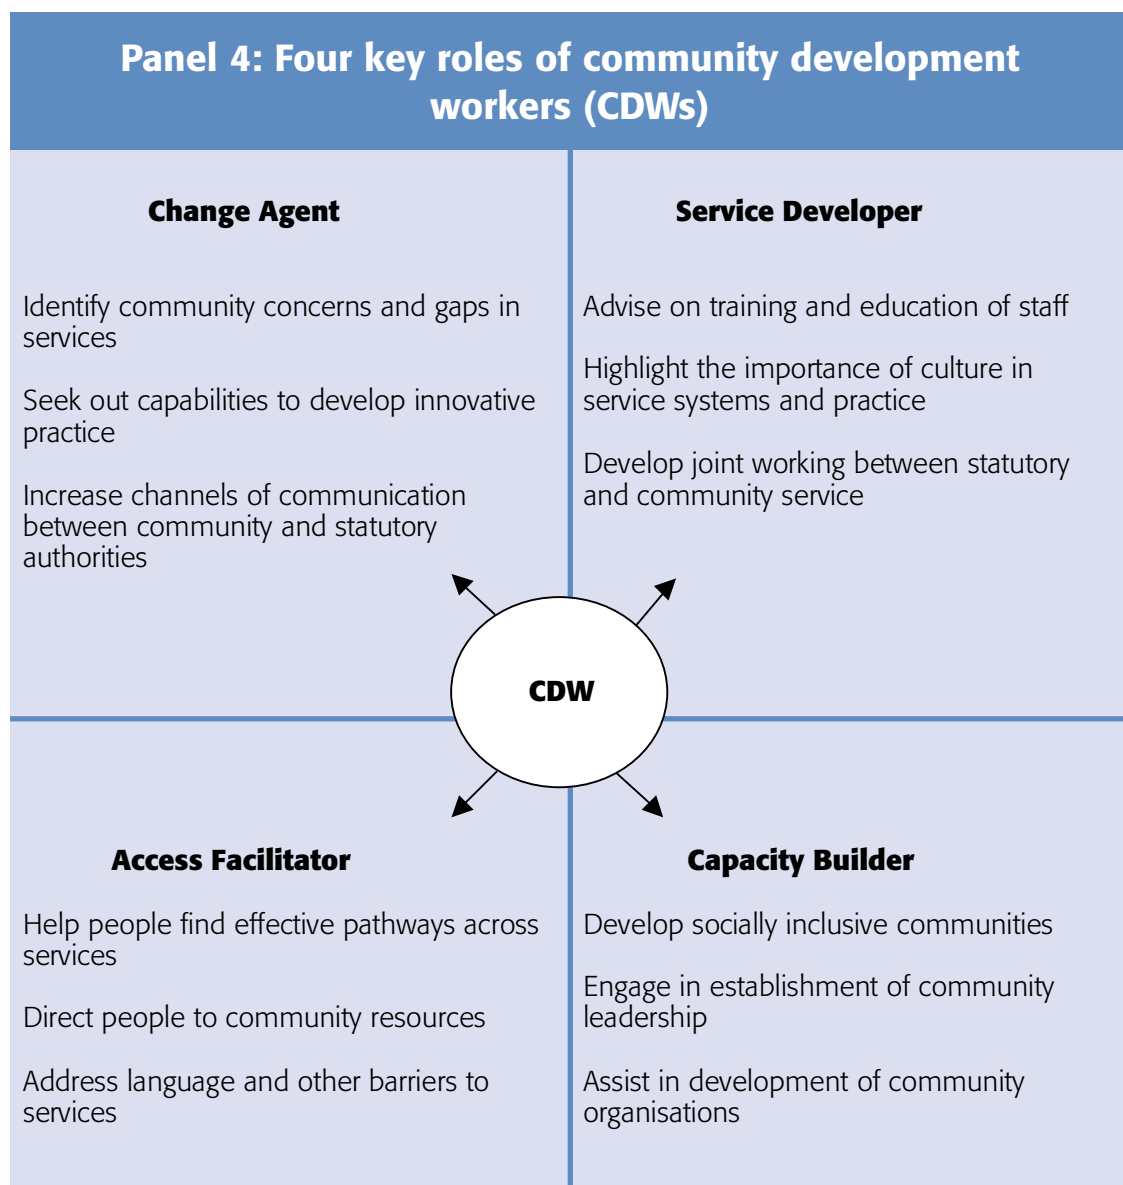 Panel 4: Four key roles of community development
workers (CDWs)
Change Agent
Identify community concerns and gaps in
services
Seek out capabilities to develop innovative
practice
Increase channels of communication
between community and statutory
authorities
Service Developer
Advise on training and education of staff
Highlight the importance of culture in
service systems and practice
Develop joint working between statutory
and community service
CDW
Access Facilitator
Help people find effective pathways across
services
Direct people to community resources
Address language and other barriers to
services
Capacity Builder
Develop socially inclusive communities
Engage in establishment of community
leadership
Assist in development of community
organisations